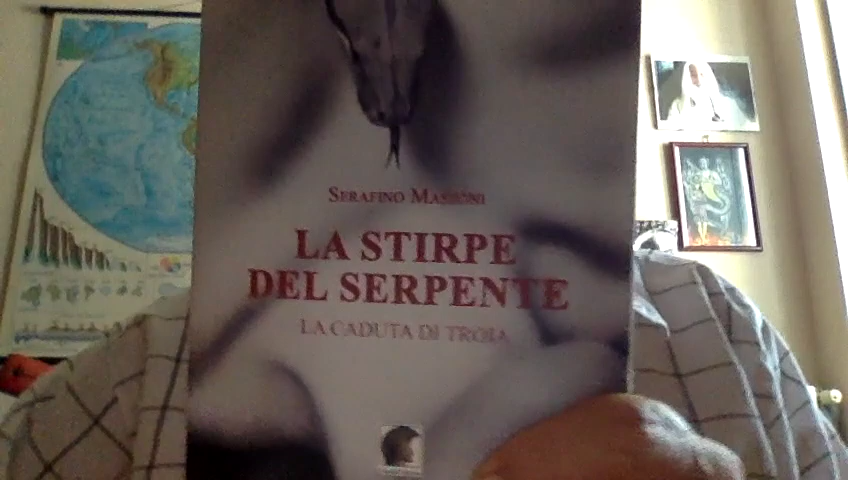 SERAFINO MASSONI
LA STIRPE
DEL SERPENTE
LA CADUTA DI TROIA